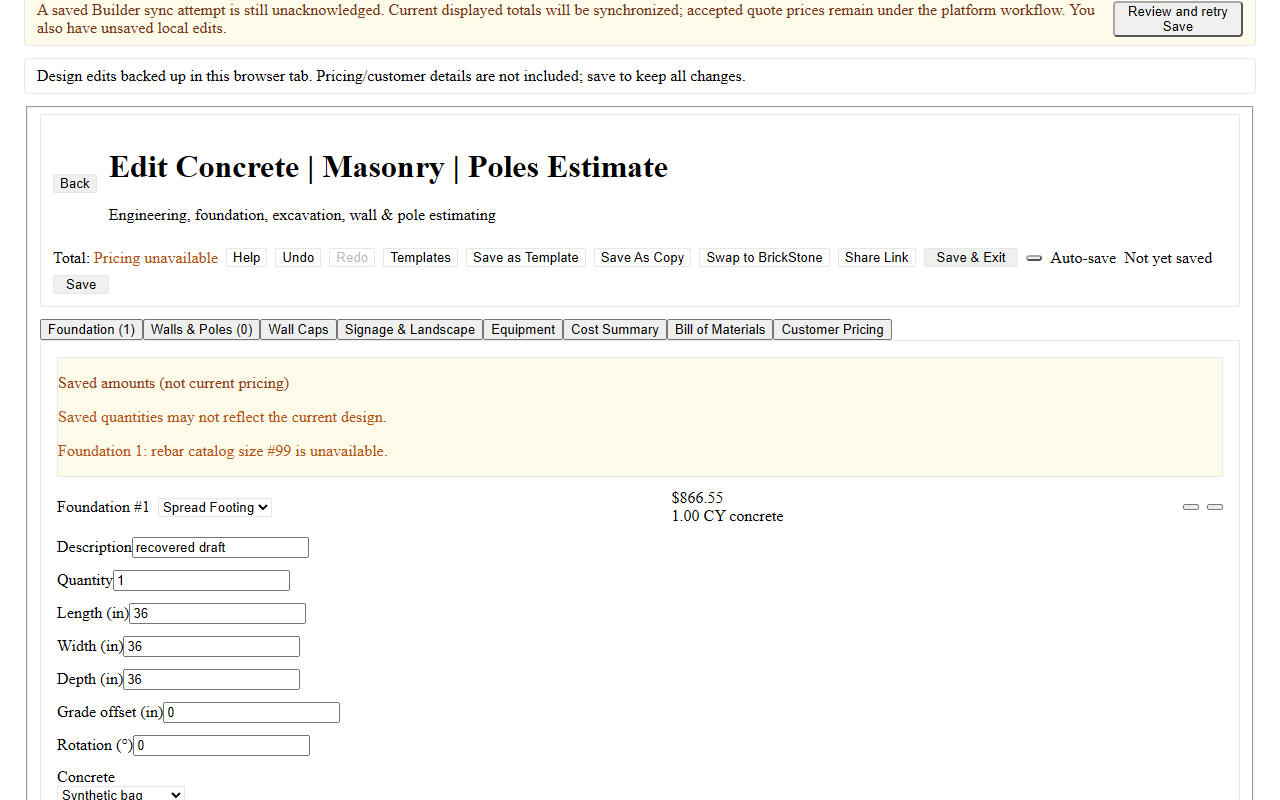 A saved Builder sync attempt is still unacknowledged. Current displayed totals will be synchronized; accepted quote prices remain under the platform workflow. You
also have unsaved local edits.
Review and retry
Save
Design edits backed up in this browser tab. Pricing/customer details are not included; save to keep all changes.
Back
Edit Concrete | Masonry | Poles Estimate
Engineering, foundation, excavation, wall & pole estimating
Total: Pricing unavailable Help Undo Redo Templates Save as Template Save As Copy Swap to BrickStone Share Link Save & Exit Auto-save Not yet saved
Save
Foundation (1) Walls & Poles (0) Wall Caps Signage & Landscape Equipment Cost Summary Bill of Materials Customer Pricing
Saved amounts (not current pricing)
Saved quantities may not reflect the current design.
Foundation 1: rebar catalog size #99 is unavailable.
Foundation #1 Spread Footing
$866.55
1.00 CY concrete
Description recovered draft
Quantity 1
Length (in) 36
Width (in) 36
Depth (in) 36
Grade offset (in) 0
Rotation (°) 0
Concrete
Synthetic bag